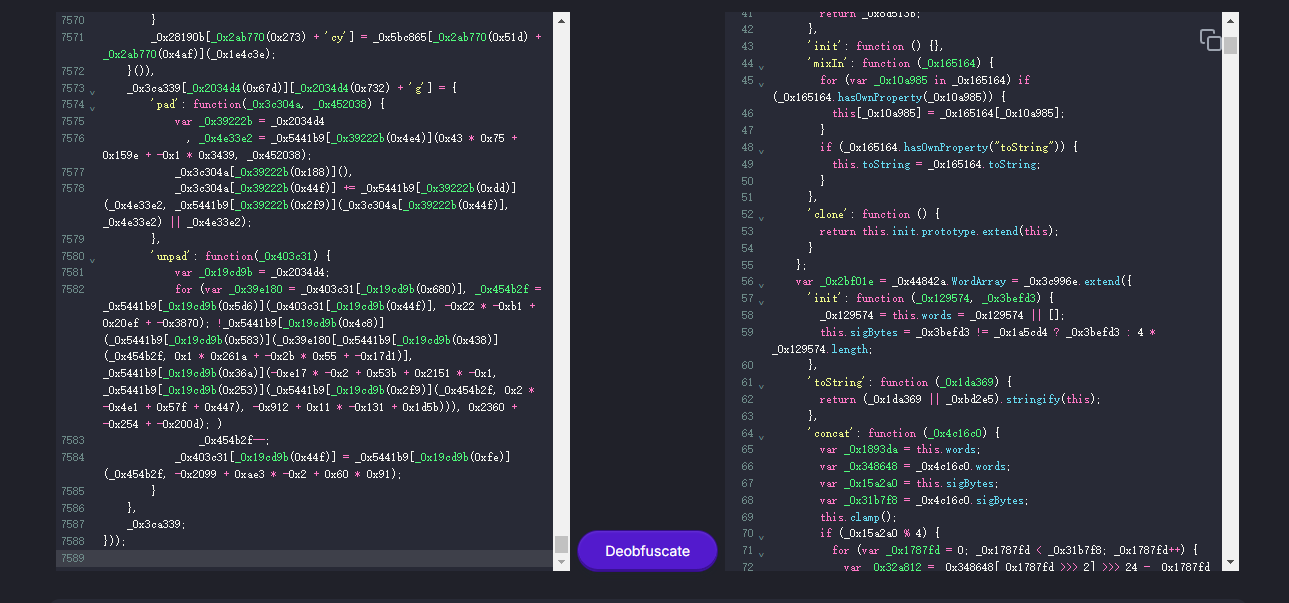 7570 }
7571 _0x28190b[_0x2ab770(0x273) + 'cy'] = _0x5bc865[_0x2ab770(0x51d) +
_0x2ab770(0x4af)](_0x1e4c3e);
7572 }()),
7573 _0x3ca339[_0x2034d4(0x67d)][_0x2034d4(0x732) + 'g'] = {
7574 'pad': function(_0x3c304a, _0x452038) {
7575 var _0x39222b = _0x2034d4
7576 , _0x4e33e2 = _0x5441b9[_0x39222b(0x4e4)](0x43 * 0x75 +
0x159e + -0x1 * 0x3439, _0x452038);
7577 _0x3c304a[_0x39222b(0x188)](),
7578 _0x3c304a[_0x39222b(0x44f)] += _0x5441b9[_0x39222b(0xdd)]
(_0x4e33e2, _0x5441b9[_0x39222b(0x2f9)](_0x3c304a[_0x39222b(0x44f)],
_0x4e33e2) || _0x4e33e2);
7579 },
7580 'unpad': function(_0x403c31) {
7581 var _0x19cd9b = _0x2034d4;
7582 for (var _0x39e180 = _0x403c31[_0x19cd9b(0x680)], _0x454b2f =
_0x5441b9[_0x19cd9b(0x5d6)](_0x403c31[_0x19cd9b(0x44f)], -0x22 * -0xb1 +
0x20ef + -0x3870); !_0x5441b9[_0x19cd9b(0x4c8)]
(_0x5441b9[_0x19cd9b(0x583)](_0x39e180[_0x5441b9[_0x19cd9b(0x438)]
(_0x454b2f, 0x1 * 0x261a + -0x2b * 0x55 + -0x17d1)],
_0x5441b9[_0x19cd9b(0x36a)](-0xe17 * -0x2 + 0x53b + 0x2151 * -0x1,
_0x5441b9[_0x19cd9b(0x253)](_0x5441b9[_0x19cd9b(0x2f9)](_0x454b2f, 0x2 *
-0x4e1 + 0x57f + 0x447), -0x912 + 0x11 * -0x131 + 0x1d5b))), 0x2360 +
-0x254 + -0x200d); )
7583 _0x454b2f--;
7584 _0x403c31[_0x19cd9b(0x44f)] = _0x5441b9[_0x19cd9b(0xfe)]
(_0x454b2f, -0x2099 + 0xae3 * -0x2 + 0x60 * 0x91);
7585 }
7586 },
7587 _0x3ca339;
7588 }));
7589
Deobfuscate
41 return _0x8d513b;
42 },
43 'init': function () {},
44 'mixIn': function (_0x165164) {
45 for (var _0x10a985 in _0x165164) if
(_0x165164.hasOwnProperty(_0x10a985)) {
46 this[_0x10a985] = _0x165164[_0x10a985];
47 }
48 if (_0x165164.hasOwnProperty("toString")) {
49 this.toString = _0x165164.toString;
50 }
51 },
52 'clone': function () {
53 return this.init.prototype.extend(this);
54 }
55 };
56 var _0x2bf01e = _0x44842a.WordArray = _0x3c996e.extend({
57 'init': function (_0x129574, _0x3befd3) {
58 _0x129574 = this.words = _0x129574 || [];
59 this.sigBytes = _0x3befd3 != _0x1a5cd4 ? _0x3befd3 : 4 *
_0x129574.length;
60 },
61 'toString': function (_0x1da369) {
62 return (_0x1da369 || _0xbd2e5).stringify(this);
63 },
64 'concat': function (_0x4c16c0) {
65 var _0x1893da = this.words;
66 var _0x348648 = _0x4c16c0.words;
67 var _0x15a2a0 = this.sigBytes;
68 var _0x31b7f8 = _0x4c16c0.sigBytes;
69 this.clamp();
70 if (_0x15a2a0 % 4) {
71 for (var _0x1787fd = 0; _0x1787fd < _0x31b7f8; _0x1787fd++) {
72 var _0x32a812 = _0x348648[_0x1787fd >>> 2] >>> 24 - _0x1787fd